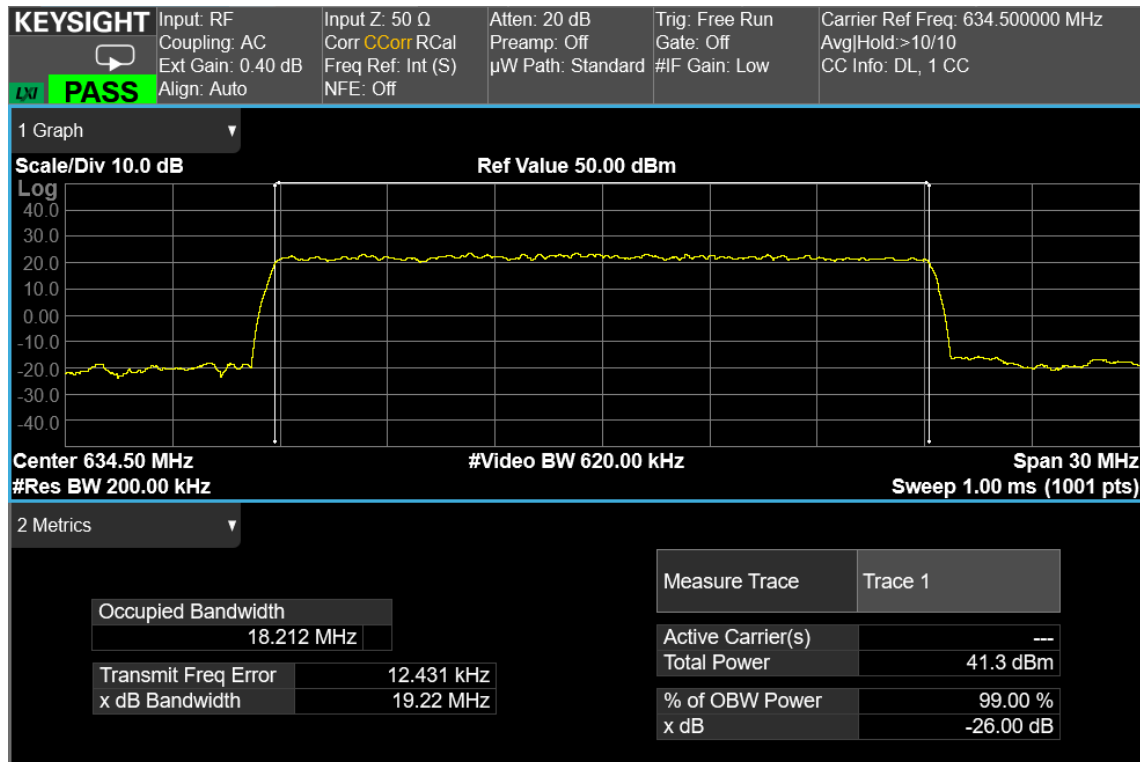 KEYSIGHT
LXI PASS
Input: RF
Coupling: AC
Ext Gain: 0.40 dB
Align: Auto
Input Z: 50 Ω
Corr CCorr RCal
Freq Ref: Int (S)
NFE: Off
Atten: 20 dB
Preamp: Off
µW Path: Standard
Trig: Free Run
Gate: Off
#IF Gain: Low
Carrier Ref Freq: 634.500000 MHz
Avg|Hold:>10/10
CC Info: DL, 1 CC
1 Graph
Scale/Div 10.0 dB
Ref Value 50.00 dBm
Log
40.0
30.0
20.0
10.0
0.00
-10.0
-20.0
-30.0
-40.0
Center 634.50 MHz
#Video BW 620.00 kHz
Span 30 MHz
#Res BW 200.00 kHz
Sweep 1.00 ms (1001 pts)
2 Metrics
Measure Trace Trace 1
Occupied Bandwidth
18.212 MHz
Transmit Freq Error 12.431 kHz
x dB Bandwidth 19.22 MHz
Active Carrier(s) ---
Total Power 41.3 dBm
% of OBW Power 99.00 %
x dB -26.00 dB